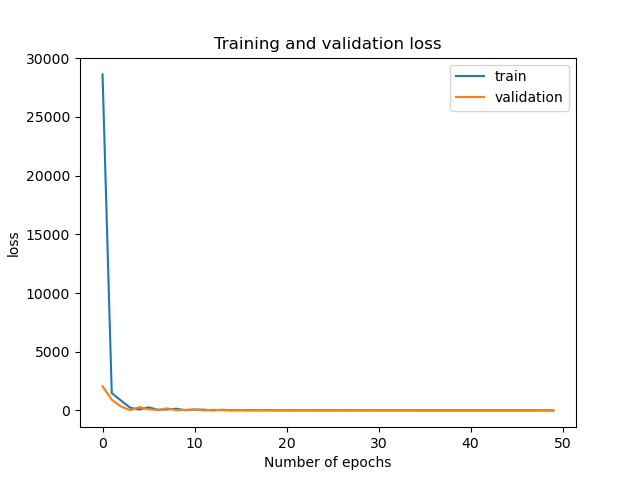 Training and validation loss
train
validation
loss
30000
25000
20000
15000
10000
5000
0
0 10 20 30 40 50
Number of epochs